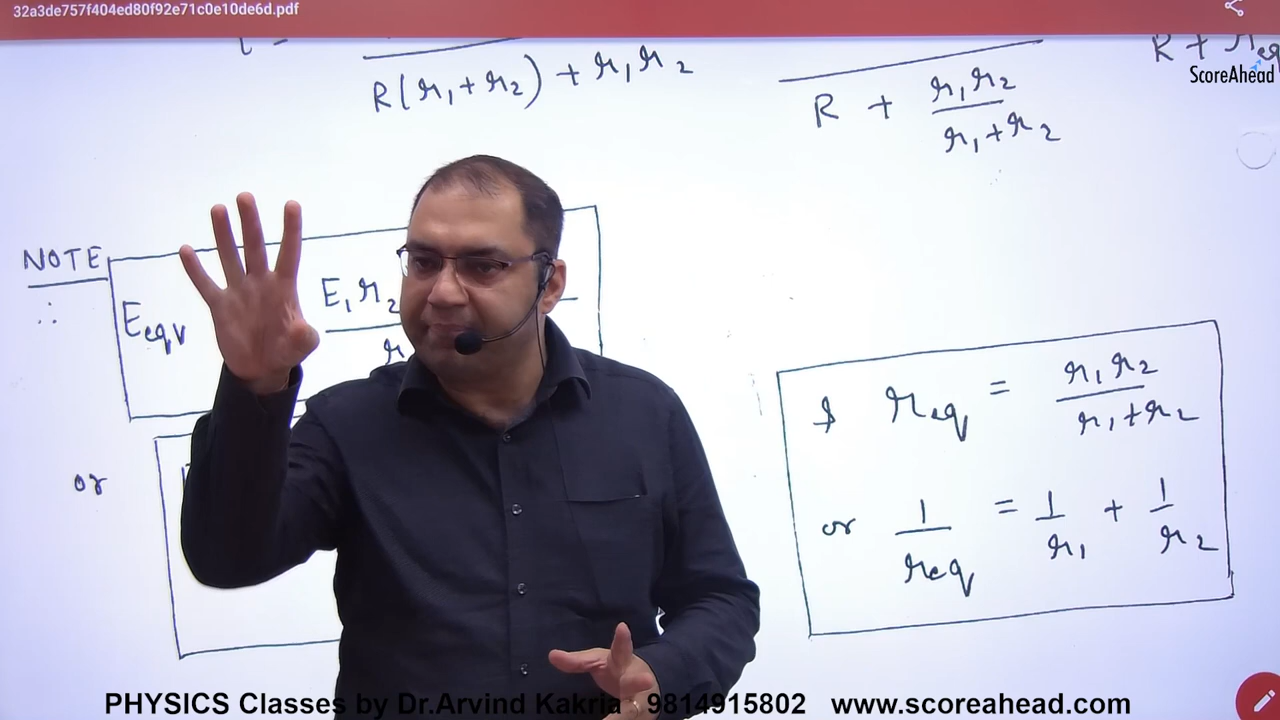 32a3de757f404ed80f92e71c0e10de6d.pdf
ScoreAhead
R(r₁+r₂) + r₁r₂
R + r₁r₂ / r₁+r₂
R + req
NOTE
∴ Eeqv E₁r₂
& req = r₁r₂ / r₁+r₂
or
or 1/req = 1/r₁ + 1/r₂
PHYSICS Classes by Dr.Arvind Kakria 9814915802 www.scoreahead.com